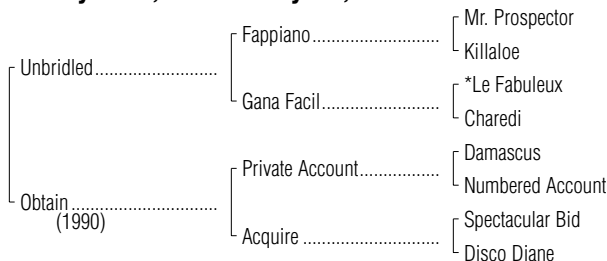 Mr. Prospector
Fappiano
Killaloe
Unbridled
*Le Fabuleux
Gana Facil
Charedi
Damascus
Private Account
Numbered Account
Obtain
(1990)
Spectacular Bid
Acquire
Disco Diane